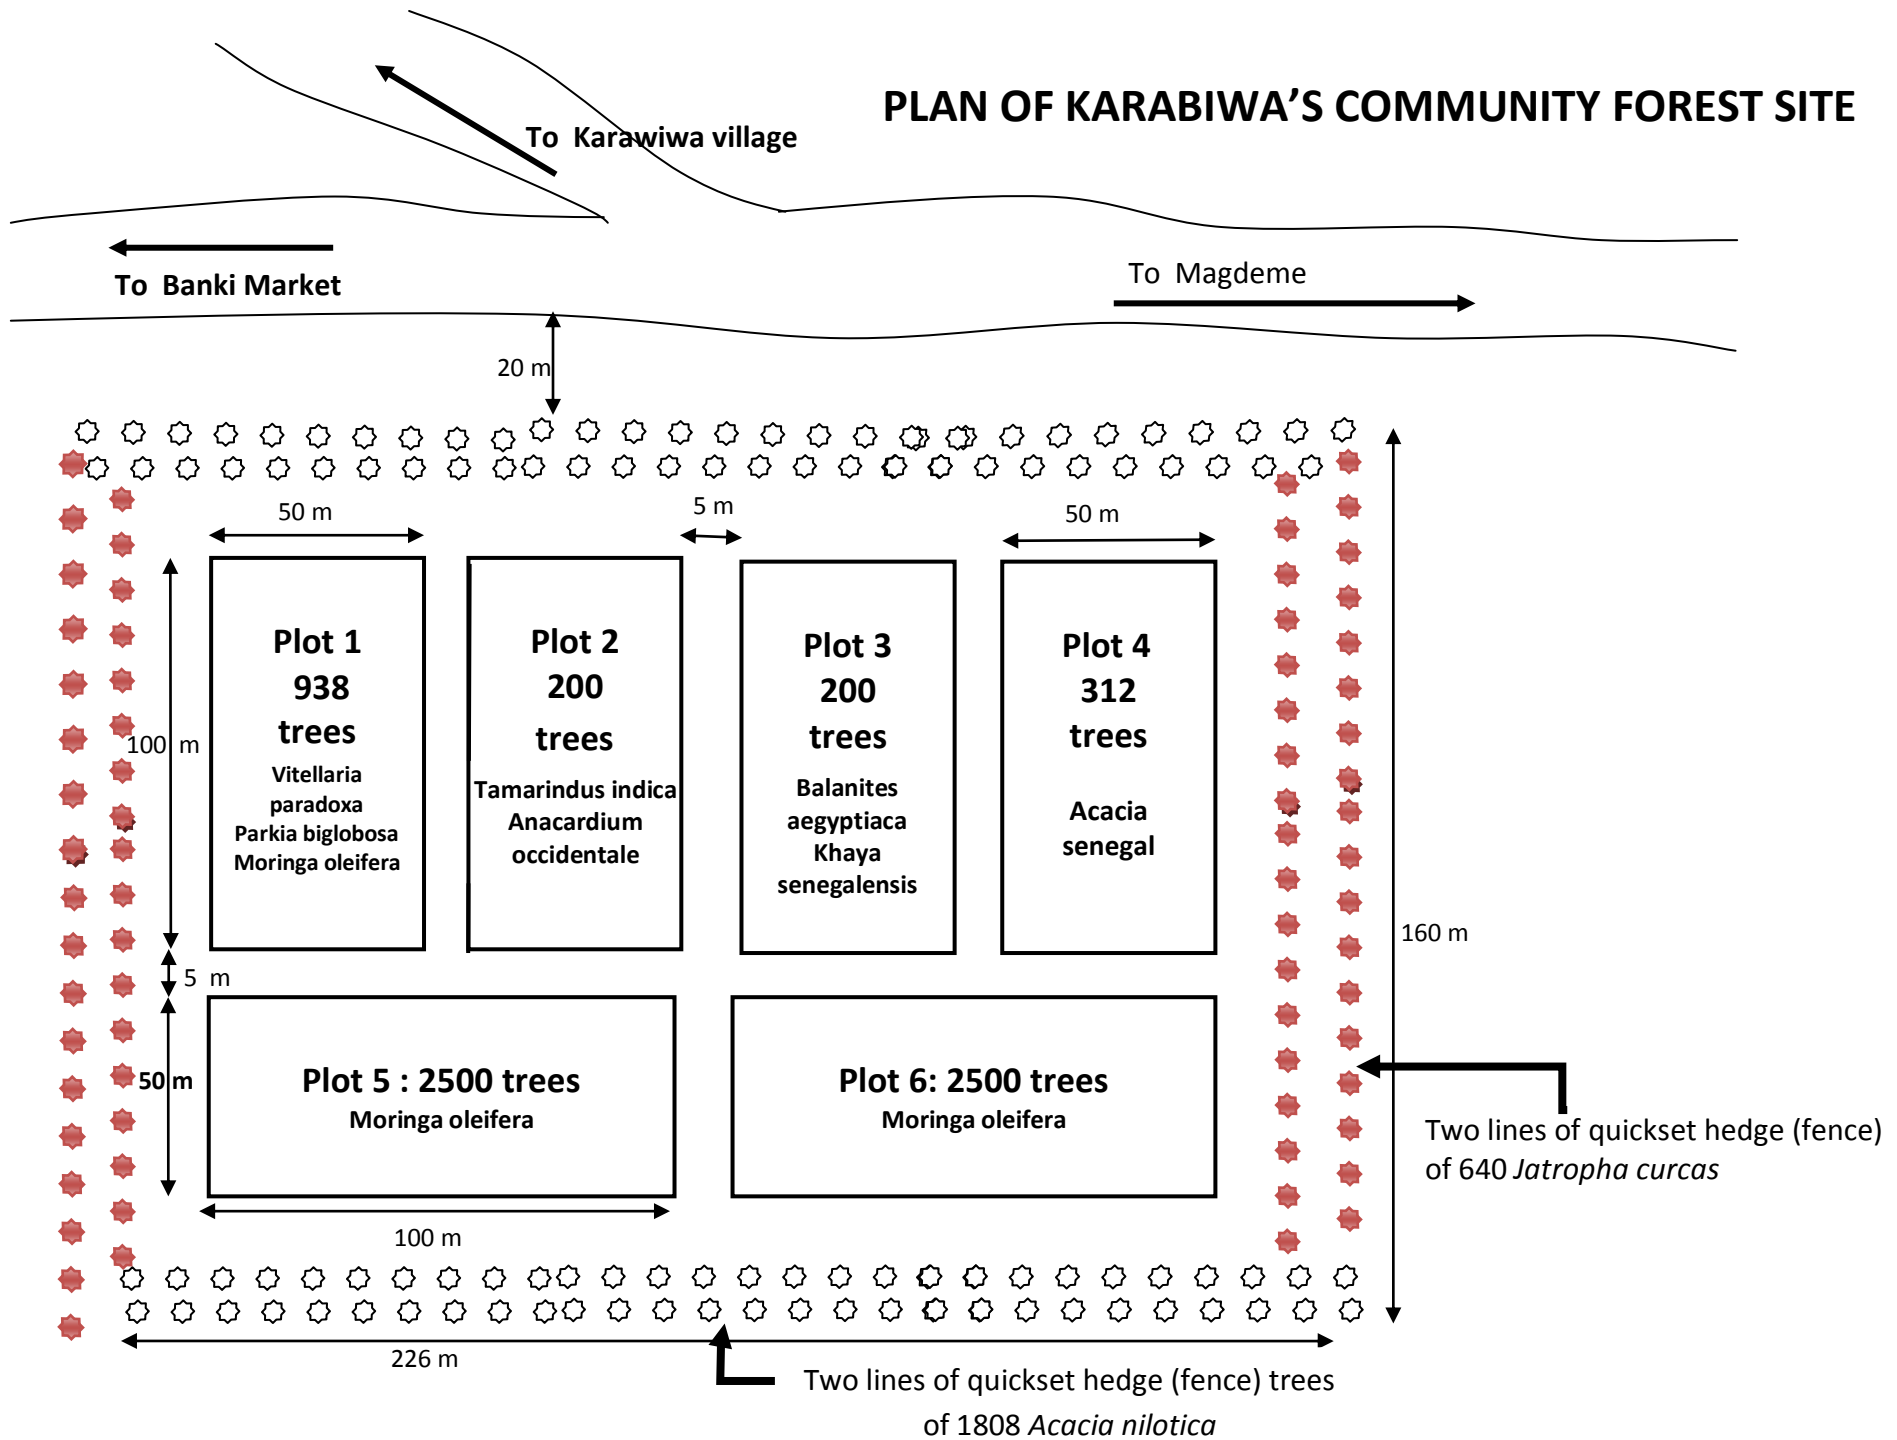 PLAN OF KARABIWA'S COMMUNITY FOREST SITE
To Karawiwa village
To Banki Market
To Magdeme
20 m
50 m
5 m
50 m
Plot 1
938
trees
Vitellaria
paradoxa
Parkia biglobosa
Moringa oleifera
Plot 2
200
trees
Tamarindus indica
Anacardium
occidentale
Plot 3
200
trees
Balanites
aegyptiaca
Khaya
senegalensis
Plot 4
312
trees
Acacia
senegal
100 m
160 m
5 m
50 m
Plot 5 : 2500 trees
Moringa oleifera
Plot 6: 2500 trees
Moringa oleifera
Two lines of quickset hedge (fence)
of 640 Jatropha curcas
100 m
226 m
Two lines of quickset hedge (fence) trees
of 1808 Acacia nilotica